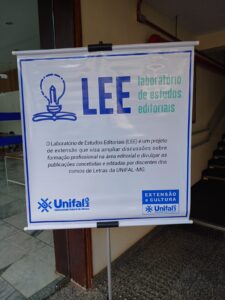 LEE
laboratório
de estudos
editoriais
O Laboratório de Estudos Editoriais (LEE) é um projeto
de extensão que visa ampliar discussões sobre
formação profissional na área editorial e divulgar as
publicações concebidas e editadas por discentes dos
cursos de Letras da UNIFAL-MG.
Unifal
EXTENSÃO
e CULTURA
Unifal